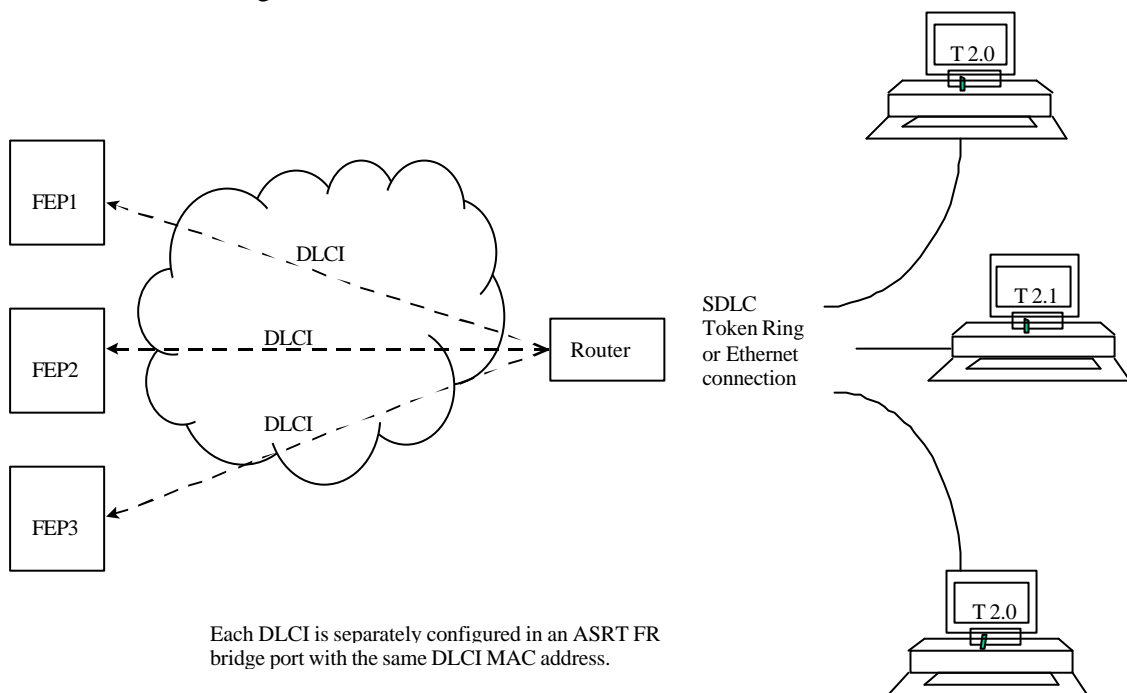 T 2.0
FEP1
DLCI
SDLC
Token Ring
or Ethernet
connection
T 2.1
FEP2
DLCI
Router
FEP3
DLCI
T 2.0
Each DLCI is separately configured in an ASRT FR
bridge port with the same DLCI MAC address.